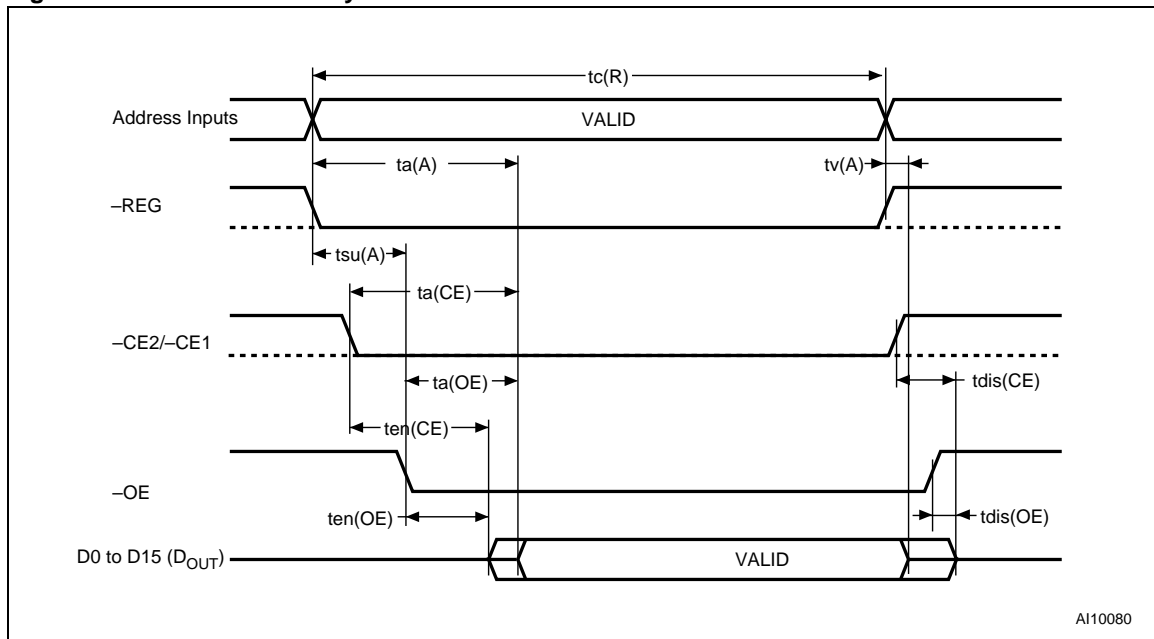 tc(R)
Address Inputs
VALID
ta(A)
tv(A)
–REG
tsu(A)
ta(CE)
–CE2/–CE1
ta(OE)
tdis(CE)
ten(CE)
–OE
ten(OE)
tdis(OE)
D0 to D15 (DOUT)
VALID
AI10080